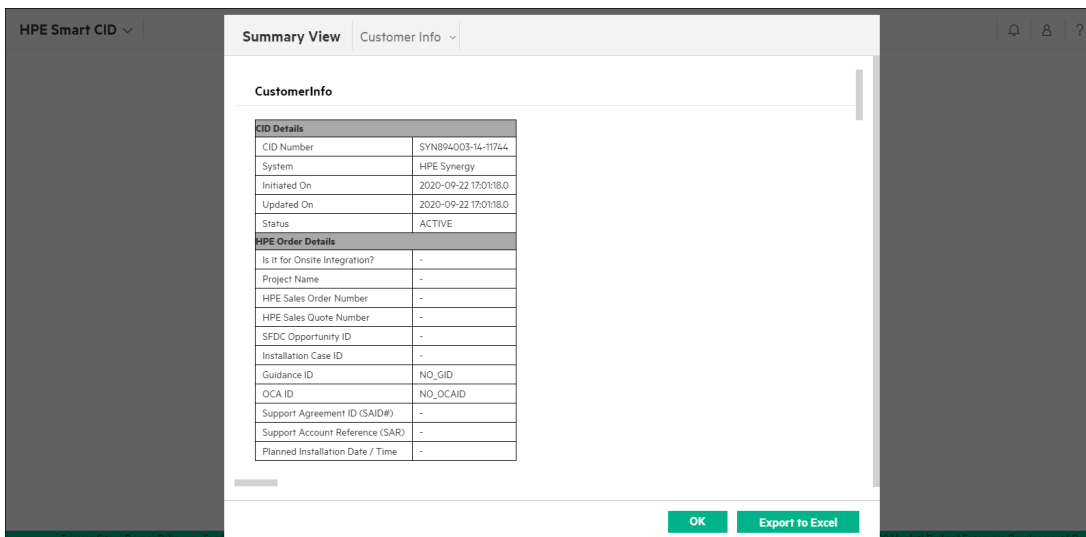 HPE Smart CID
Summary View Customer Info
?
CustomerInfo
CID Details
CID Number SYN894003-14-11744
System HPE Synergy
Initiated On 2020-09-22 17:01:18.0
Updated On 2020-09-22 17:01:18.0
Status ACTIVE
HPE Order Details
Is it for Onsite Integration? -
Project Name -
HPE Sales Order Number -
HPE Sales Quote Number -
SFDC Opportunity ID -
Installation Case ID -
Guidance ID NO_GID
OCA ID NO_OCAID
Support Agreement ID (SAID#) -
Support Account Reference (SAR) -
Planned Installation Date / Time -
OK Export to Excel